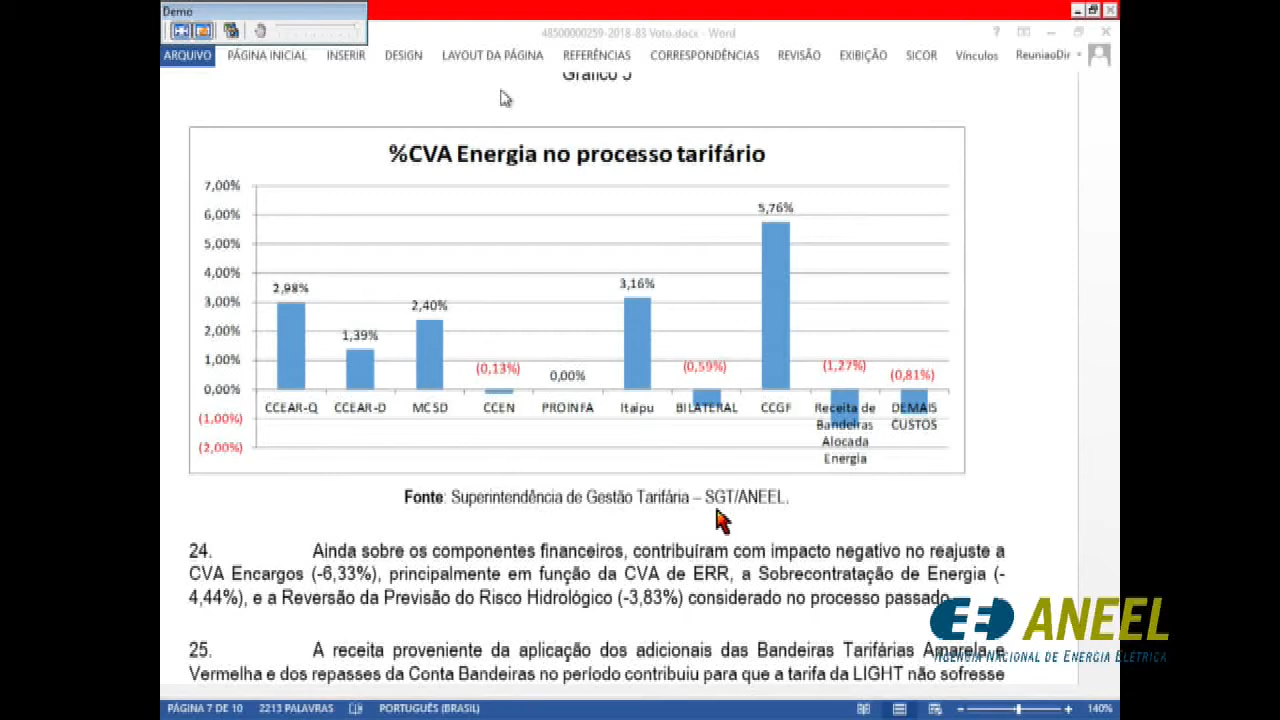 Demo
48500000259-2018-83 Voto.docx - Word
ARQUIVO PÁGINA INICIAL INSERIR DESIGN LAYOUT DA PÁGINA REFERÊNCIAS CORRESPONDÊNCIAS REVISÃO EXIBIÇÃO SICOR Vínculos ReuniaoDir
Gráfico 5
%CVA Energia no processo tarifário
7,00%
6,00%
5,00%
4,00%
3,00%
2,00%
1,00%
0,00%
(1,00%)
(2,00%)
2,98%
1,39%
2,40%
(0,13%)
0,00%
3,16%
(0,59%)
5,76%
(1,27%)
(0,81%)
CCEAR-Q
CCEAR-D
MCSD
CCEN
PROINFA
Itaipu
BILATERAL
CCGF
Receita de
Bandeiras
Alocada
Energia
DEMAIS
CUSTOS
Fonte: Superintendência de Gestão Tarifária – SGT/ANEEL.
24. Ainda sobre os componentes financeiros, contribuíram com impacto negativo no reajuste a
CVA Encargos (-6,33%), principalmente em função da CVA de ERR, a Sobrecontratação de Energia (-
4,44%), e a Reversão da Previsão do Risco Hidrológico (-3,83%) considerado no processo passado.
25. A receita proveniente da aplicação dos adicionais das Bandeiras Tarifárias Amarela e
Vermelha e dos repasses da Conta Bandeiras no período contribuiu para que a tarifa da LIGHT não sofresse
ANEEL
AGÊNCIA NACIONAL DE ENERGIA ELÉTRICA
PÁGINA 7 DE 10 2213 PALAVRAS PORTUGUÊS (BRASIL) 140%